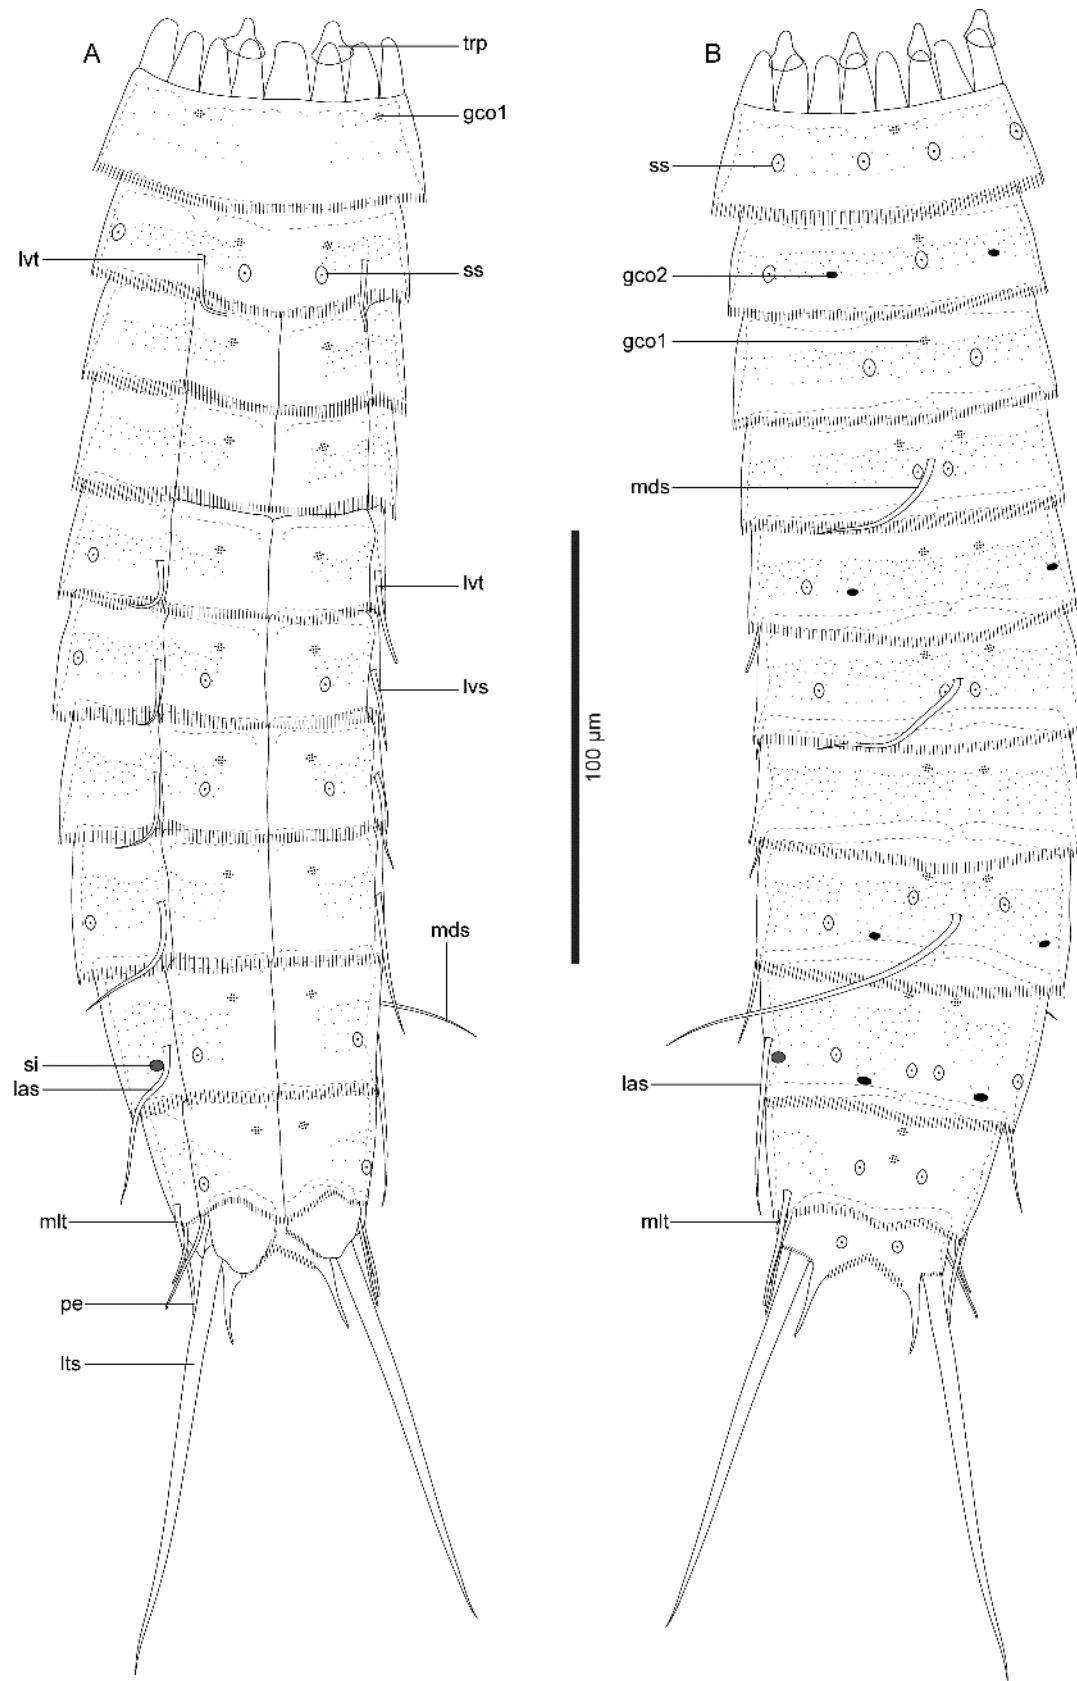 A
trp
gco1
lvt
ss
lvt
lvs
mds
si
las
mlt
pe
lts
100 µm
B
ss
gco2
gco1
mds
las
mlt